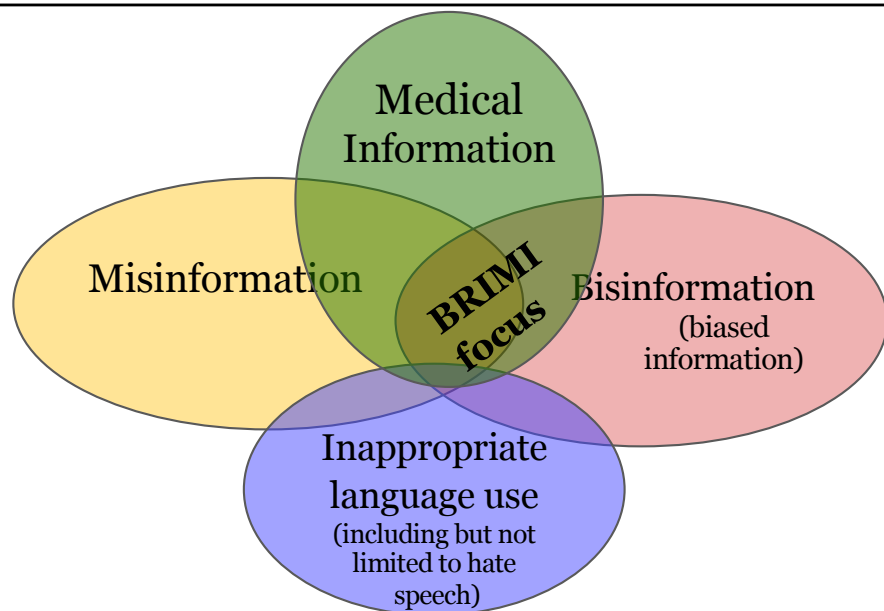 Medical
Information
Misinformation
BRIMI
focus
Bisinformation
(biased
information)
Inappropriate
language use
(including but not
limited to hate
speech)